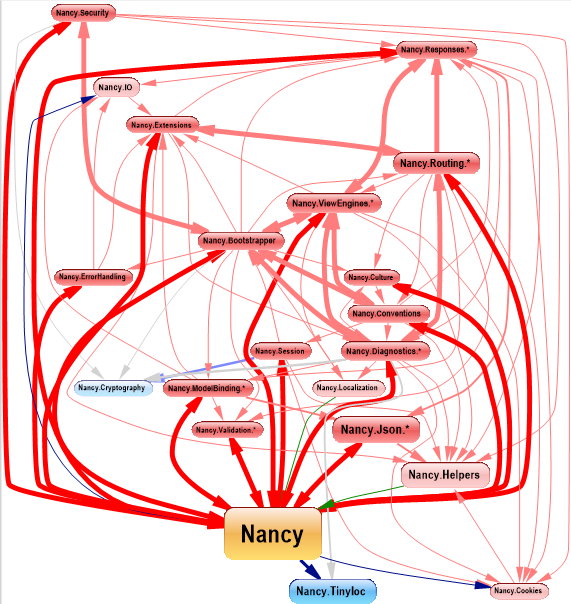 Nancy.Security
Nancy.Responses.*
Nancy.IO
Nancy.Extensions
Nancy.Routing.*
Nancy.ViewEngines.*
Nancy.Bootstrapper
Nancy.ErrorHandling
Nancy.Culture
Nancy.Conventions
Nancy.Session
Nancy.Diagnostics.*
Nancy.Cryptography
Nancy.ModelBinding.*
Nancy.Localization
Nancy.Validation.*
Nancy.Json.*
Nancy.Helpers
Nancy
Nancy.TinyIoc
Nancy.Cookies